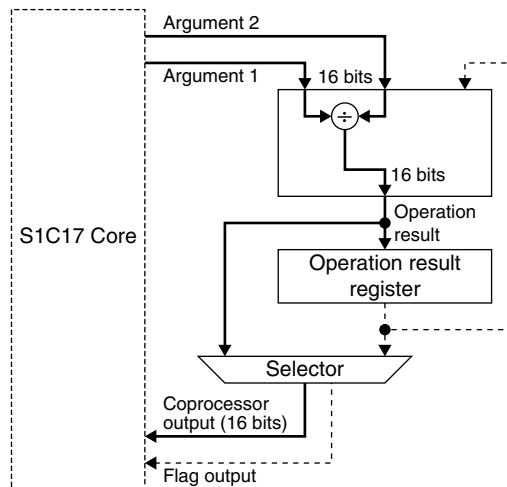 Argument 2
Argument 1
16 bits
÷
16 bits
S1C17 Core
Operation
result
Operation result
register
Selector
Coprocessor
output (16 bits)
Flag output